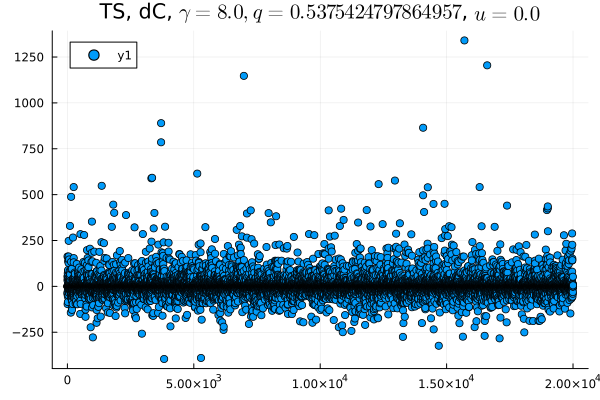 TS, dC, γ = 8.0, q = 0.5375424797864957, u = 0.0
y1
1250
1000
750
500
250
0
−250
0 5.00×10³ 1.00×10⁴ 1.50×10⁴ 2.00×10⁴